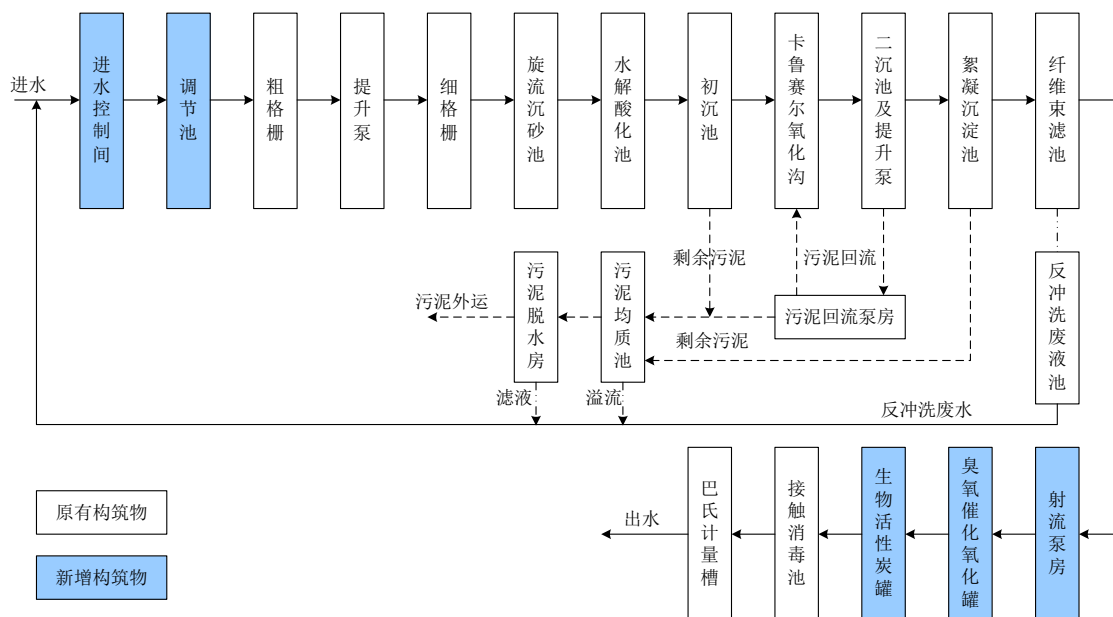 进水
进水控制间
调节池
粗格栅
提升泵
细格栅
旋流沉砂池
水解酸化池
初沉池
卡鲁赛尔氧化沟
二沉池及提升泵
絮凝沉淀池
纤维束滤池
剩余污泥
污泥回流
污泥外运
污泥脱水房
污泥均质池
污泥回流泵房
反冲洗废液池
剩余污泥
滤液
溢流
反冲洗废水
原有构筑物
新增构筑物
出水
巴氏计量槽
接触消毒池
生物活性炭罐
臭氧催化氧化罐
射流泵房